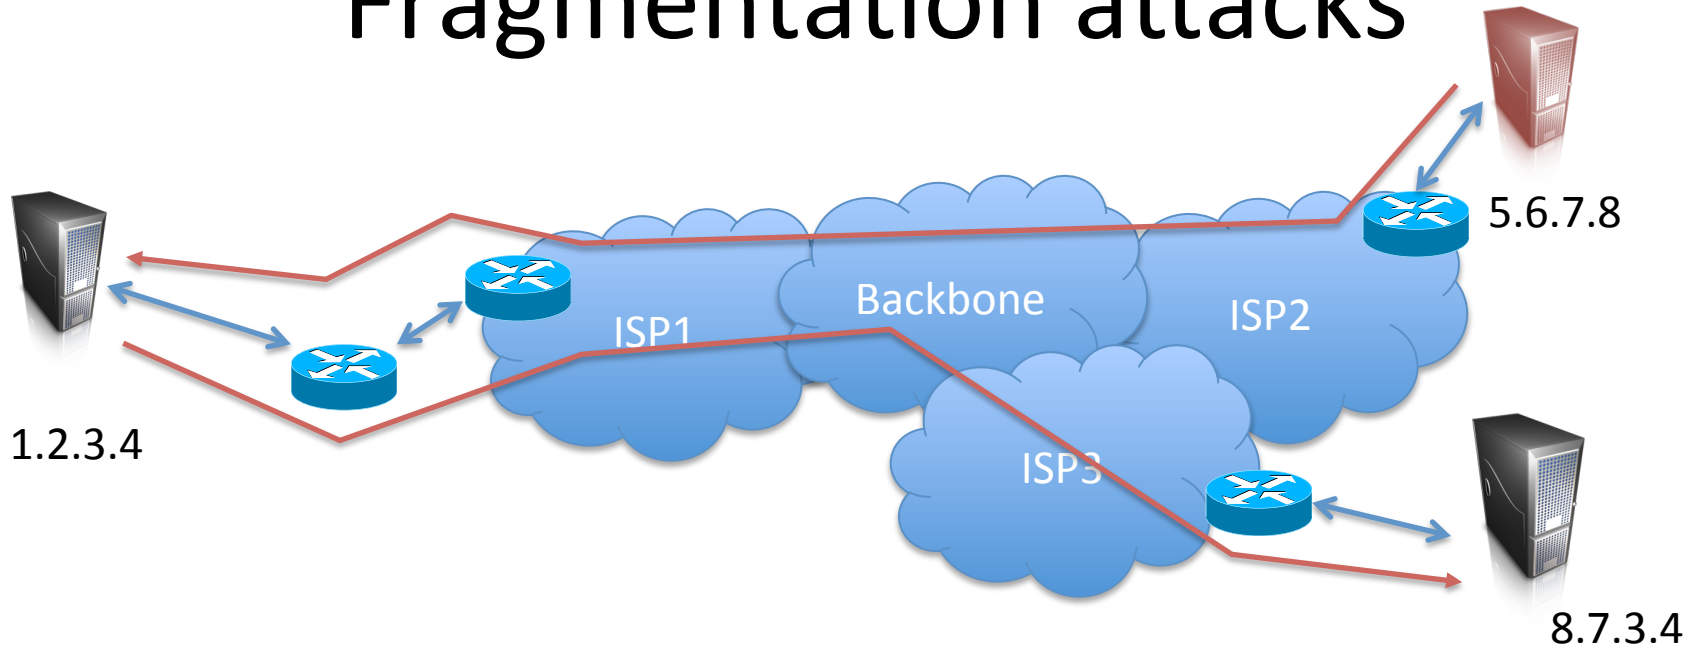 Fragmentation attacks
5.6.7.8
Backbone
ISP2
ISP1
1.2.3.4
ISP3
8.7.3.4